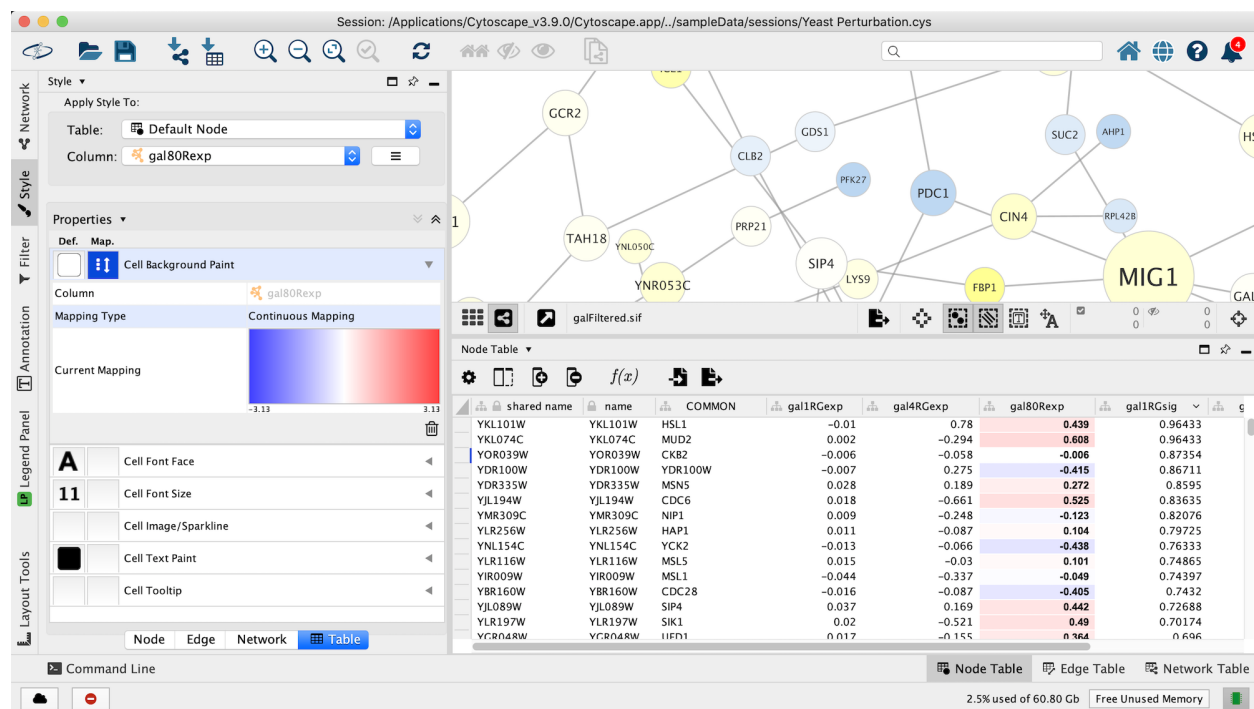 Session: /Applications/Cytoscape_v3.9.0/Cytoscape.app/../sampleData/sessions/Yeast Perturbation.cys
4
Network
Style
Filter
Annotation
Legend Panel
LP
Layout Tools
Style
Apply Style To:
Table: Default Node
Column: gal80Rexp
Properties
Def. Map.
Cell Background Paint
Column gal80Rexp
Mapping Type Continuous Mapping
Current Mapping
-3.13 3.13
A Cell Font Face
11 Cell Font Size
Cell Image/Sparkline
Cell Text Paint
Cell Tooltip
Node Edge Network Table
GCR2
GDS1
CLB2
PFK27
PDC1
SUC2
AHP1
TAH18
YNL050C
PRP21
CIN4
RPL42B
YNR053C
SIP4
LYS9
FBP1
MIG1
galFiltered.sif
0 0
0 0
Node Table
f(x)
shared name name COMMON gal1RGexp gal4RGexp gal80Rexp gal1RGsig g
YKL101W YKL101W HSL1 -0.01 0.78 0.439 0.96433
YKL074C YKL074C MUD2 0.002 -0.294 0.608 0.96433
YOR039W YOR039W CKB2 -0.006 -0.058 -0.006 0.87354
YDR100W YDR100W YDR100W -0.007 0.275 -0.415 0.86711
YDR335W YDR335W MSN5 0.028 0.189 0.272 0.8595
YJL194W YJL194W CDC6 0.018 -0.661 0.525 0.83635
YMR309C YMR309C NIP1 0.009 -0.248 -0.123 0.82076
YLR256W YLR256W HAP1 0.011 -0.087 0.104 0.79725
YNL154C YNL154C YCK2 -0.013 -0.066 -0.438 0.76333
YLR116W YLR116W MSL5 0.015 -0.03 0.101 0.74865
YIR009W YIR009W MSL1 -0.044 -0.337 -0.049 0.74397
YBR160W YBR160W CDC28 -0.016 -0.087 -0.405 0.7432
YJL089W YJL089W SIP4 0.037 0.169 0.442 0.72688
YLR197W YLR197W SIK1 0.02 -0.521 0.49 0.70174
YGR048W YGR048W UFD1 0.017 -0.155 0.364 0.696
Command Line
Node Table Edge Table Network Table
2.5% used of 60.80 Gb Free Unused Memory